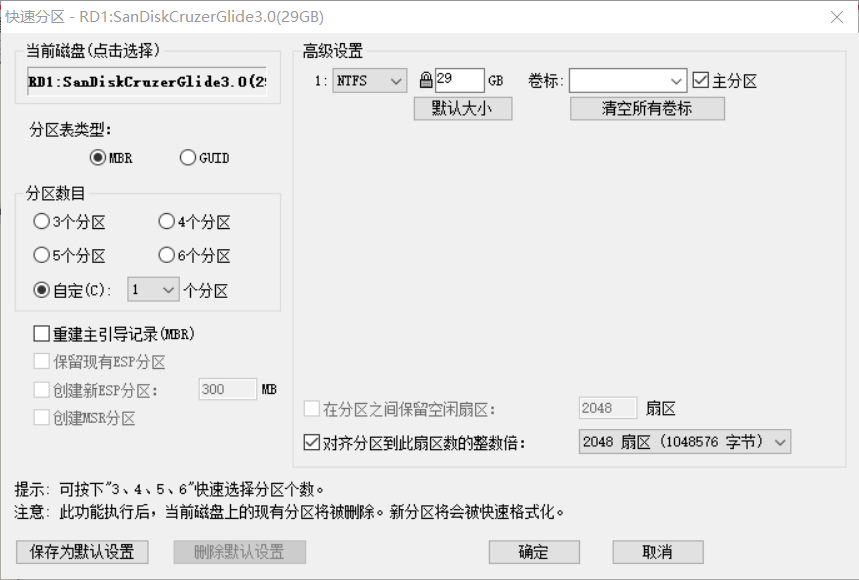 快速分区 - RD1:SanDiskCruzerGlide3.0(29GB)
当前磁盘(点击选择)
RD1:SanDiskCruzerGlide3.0(29
分区表类型:
MBR
GUID
分区数目
3个分区
4个分区
5个分区
6个分区
自定(C):
1
个分区
重建主引导记录(MBR)
保留现有ESP分区
创建新ESP分区:
300
MB
创建MSR分区
高级设置
1:
NTFS
29
GB
卷标:
主分区
默认大小
清空所有卷标
在分区之间保留空闲扇区:
2048
扇区
对齐分区到此扇区数的整数倍:
2048 扇区 (1048576 字节)
提示: 可按下"3、4、5、6"快速选择分区个数。
注意: 此功能执行后，当前磁盘上的现有分区将被删除。新分区将会被快速格式化。
保存为默认设置
删除默认设置
确定
取消